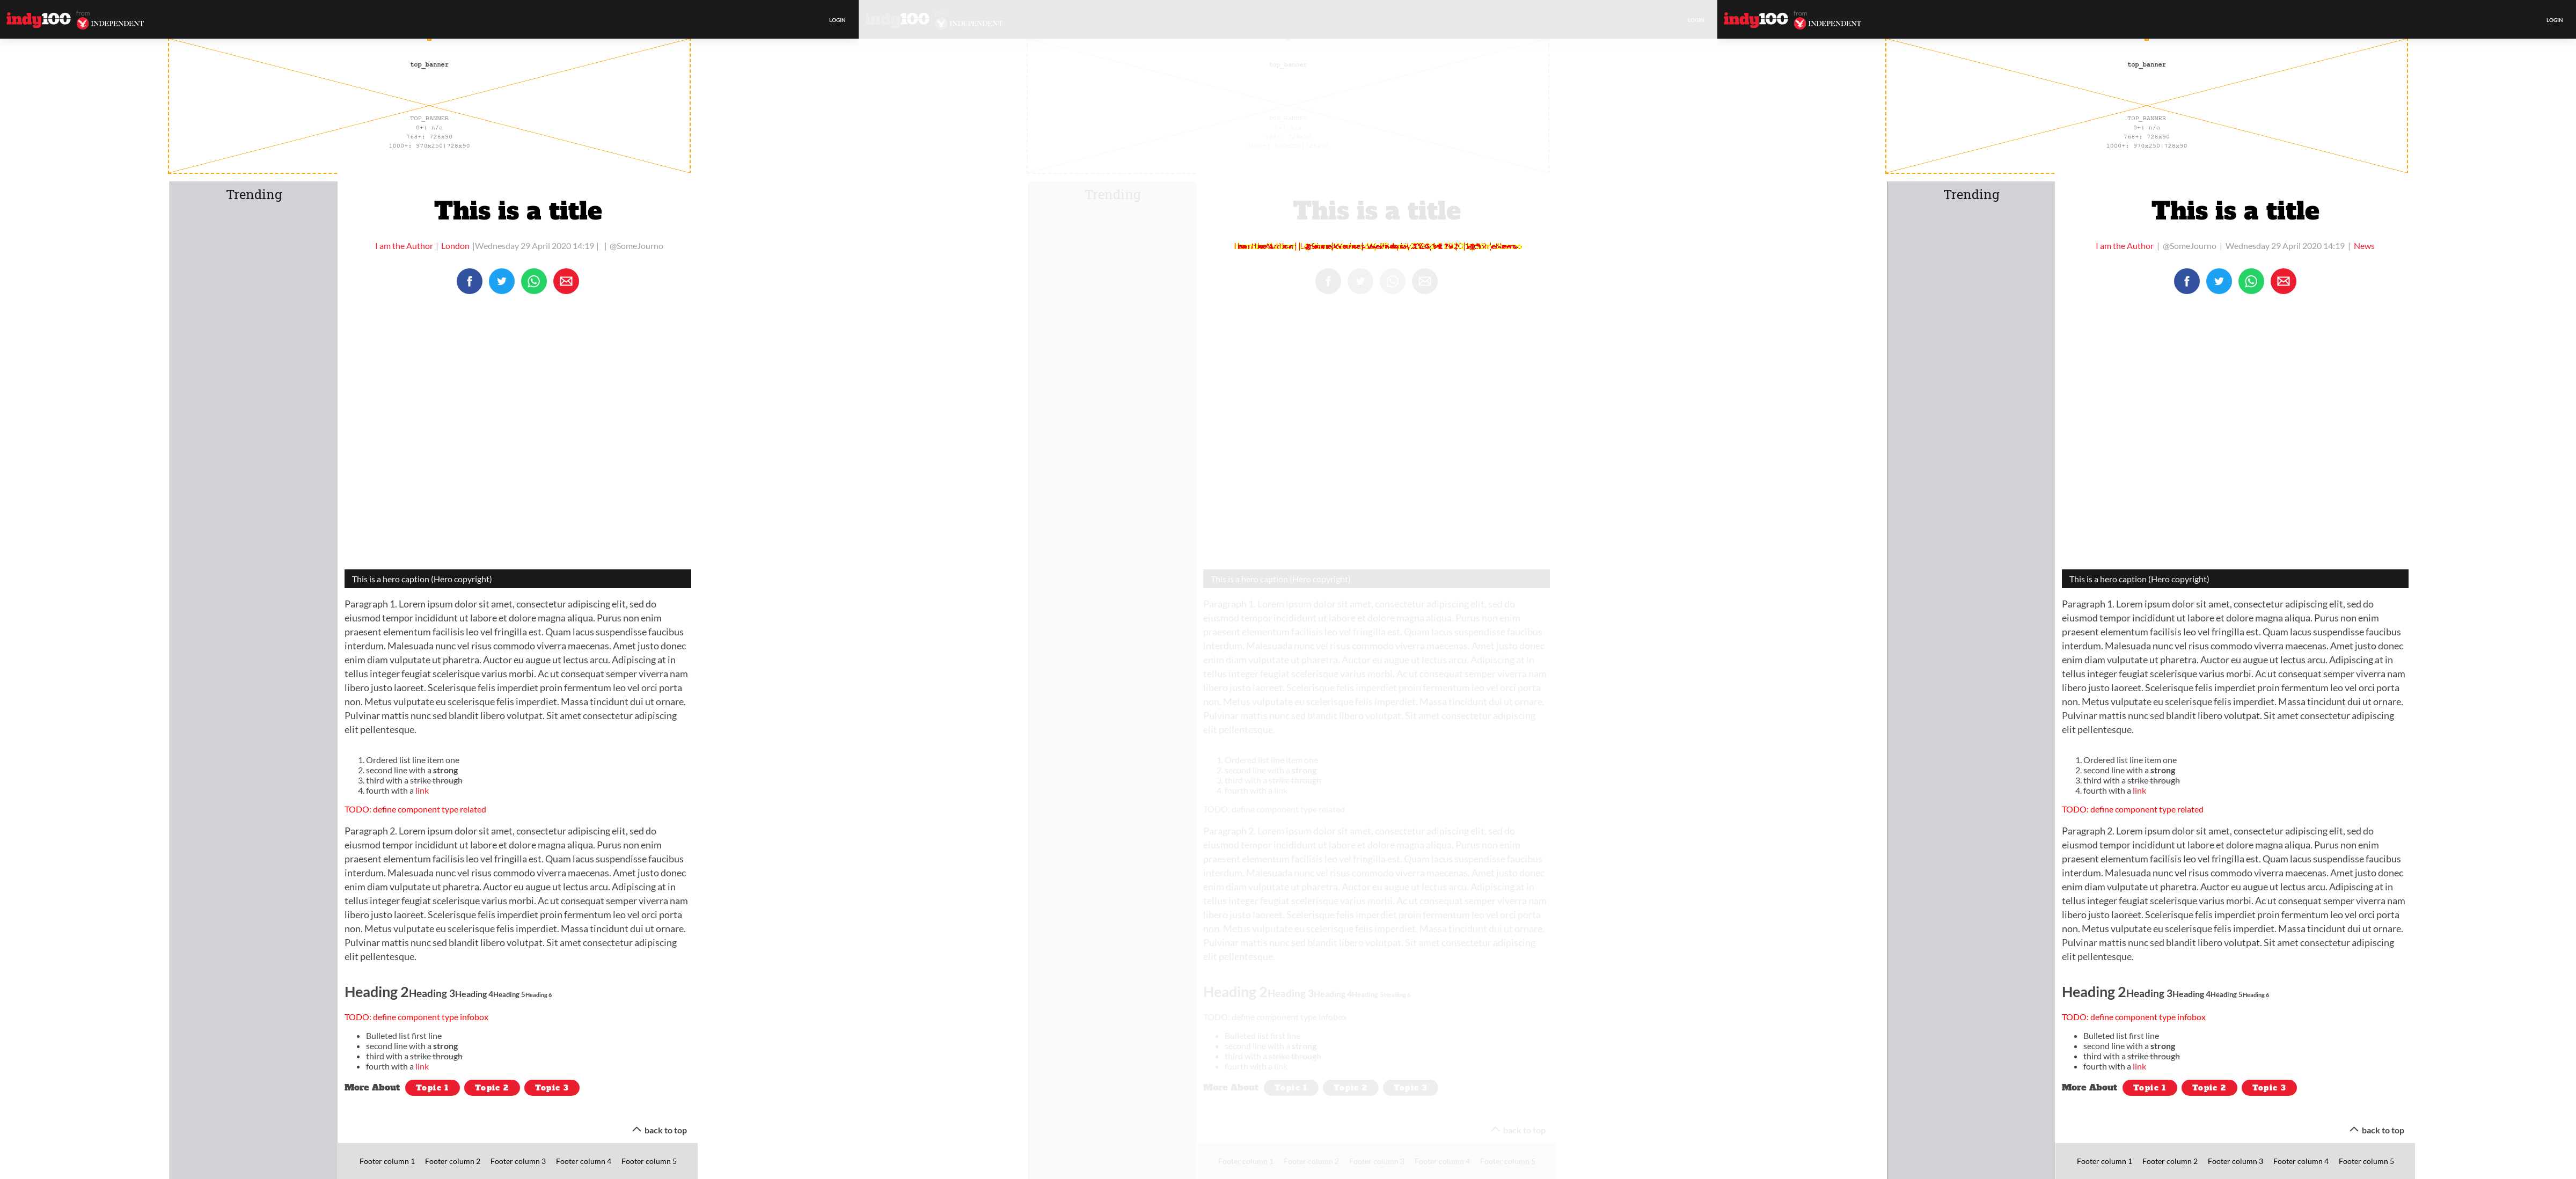 indy100 from INDEPENDENT
LOGIN
top_banner
TOP_BANNER
0+: n/a
768+: 728x90
1000+: 970x250|728x90
Trending
This is a title
I am the Author | London |Wednesday 29 April 2020 14:19 | | @SomeJourno
This is a hero caption (Hero copyright)
Paragraph 1. Lorem ipsum dolor sit amet, consectetur adipiscing elit, sed do
eiusmod tempor incididunt ut labore et dolore magna aliqua. Purus non enim
praesent elementum facilisis leo vel fringilla est. Quam lacus suspendisse faucibus
interdum. Malesuada nunc vel risus commodo viverra maecenas. Amet justo donec
enim diam vulputate ut pharetra. Auctor eu augue ut lectus arcu. Adipiscing at in
tellus integer feugiat scelerisque varius morbi. Ac ut consequat semper viverra nam
libero justo laoreet. Scelerisque felis imperdiet proin fermentum leo vel orci porta
non. Metus vulputate eu scelerisque felis imperdiet. Massa tincidunt dui ut ornare.
Pulvinar mattis nunc sed blandit libero volutpat. Sit amet consectetur adipiscing
elit pellentesque.
1. Ordered list line item one
2. second line with a strong
3. third with a strike through
4. fourth with a link
TODO: define component type related
Paragraph 2. Lorem ipsum dolor sit amet, consectetur adipiscing elit, sed do
eiusmod tempor incididunt ut labore et dolore magna aliqua. Purus non enim
praesent elementum facilisis leo vel fringilla est. Quam lacus suspendisse faucibus
interdum. Malesuada nunc vel risus commodo viverra maecenas. Amet justo donec
enim diam vulputate ut pharetra. Auctor eu augue ut lectus arcu. Adipiscing at in
tellus integer feugiat scelerisque varius morbi. Ac ut consequat semper viverra nam
libero justo laoreet. Scelerisque felis imperdiet proin fermentum leo vel orci porta
non. Metus vulputate eu scelerisque felis imperdiet. Massa tincidunt dui ut ornare.
Pulvinar mattis nunc sed blandit libero volutpat. Sit amet consectetur adipiscing
elit pellentesque.
Heading 2Heading 3Heading 4Heading 5Heading 6
TODO: define component type infobox
• Bulleted list first line
• second line with a strong
• third with a strike through
• fourth with a link
More About Topic 1 Topic 2 Topic 3
back to top
Footer column 1 Footer column 2 Footer column 3 Footer column 4 Footer column 5
indy100 INDEPENDENT
top_banner
Trending
This is a title
This is a hero caption (Hero copyright)
Paragraph 1. Lorem ipsum dolor sit amet, consectetur adipiscing elit, sed do
eiusmod tempor incididunt ut labore et dolore magna aliqua. Purus non enim
praesent elementum facilisis leo vel fringilla est. Quam lacus suspendisse faucibus
interdum. Malesuada nunc vel risus commodo viverra maecenas. Amet justo donec
enim diam vulputate ut pharetra. Auctor eu augue ut lectus arcu. Adipiscing at in
tellus integer feugiat scelerisque varius morbi. Ac ut consequat semper viverra nam
libero justo laoreet. Scelerisque felis imperdiet proin fermentum leo vel orci porta
non. Metus vulputate eu scelerisque felis imperdiet. Massa tincidunt dui ut ornare.
Pulvinar mattis nunc sed blandit libero volutpat. Sit amet consectetur adipiscing
elit pellentesque.
1. Ordered list line item one
2. second line with a strong
3. third with a strike through
4. fourth with a link
TODO: define component type related
Paragraph 2. Lorem ipsum dolor sit amet, consectetur adipiscing elit, sed do
eiusmod tempor incididunt ut labore et dolore magna aliqua. Purus non enim
praesent elementum facilisis leo vel fringilla est. Quam lacus suspendisse faucibus
interdum. Malesuada nunc vel risus commodo viverra maecenas. Amet justo donec
enim diam vulputate ut pharetra. Auctor eu augue ut lectus arcu. Adipiscing at in
tellus integer feugiat scelerisque varius morbi. Ac ut consequat semper viverra nam
libero justo laoreet. Scelerisque felis imperdiet proin fermentum leo vel orci porta
non. Metus vulputate eu scelerisque felis imperdiet. Massa tincidunt dui ut ornare.
Pulvinar mattis nunc sed blandit libero volutpat. Sit amet consectetur adipiscing
elit pellentesque.
Heading 2Heading 3Heading 4Heading 5Heading 6
TODO: define component type infobox
• Bulleted list first line
• second line with a strong
• third with a strike through
• fourth with a link
More About Topic 1 Topic 2 Topic 3
back to top
Footer column 1 Footer column 2 Footer column 3 Footer column 4 Footer column 5
indy100 from INDEPENDENT
LOGIN
top_banner
TOP_BANNER
0+: n/a
768+: 728x90
1000+: 970x250|728x90
Trending
This is a title
I am the Author | @SomeJourno | Wednesday 29 April 2020 14:19 | News
This is a hero caption (Hero copyright)
Paragraph 1. Lorem ipsum dolor sit amet, consectetur adipiscing elit, sed do
eiusmod tempor incididunt ut labore et dolore magna aliqua. Purus non enim
praesent elementum facilisis leo vel fringilla est. Quam lacus suspendisse faucibus
interdum. Malesuada nunc vel risus commodo viverra maecenas. Amet justo donec
enim diam vulputate ut pharetra. Auctor eu augue ut lectus arcu. Adipiscing at in
tellus integer feugiat scelerisque varius morbi. Ac ut consequat semper viverra nam
libero justo laoreet. Scelerisque felis imperdiet proin fermentum leo vel orci porta
non. Metus vulputate eu scelerisque felis imperdiet. Massa tincidunt dui ut ornare.
Pulvinar mattis nunc sed blandit libero volutpat. Sit amet consectetur adipiscing
elit pellentesque.
1. Ordered list line item one
2. second line with a strong
3. third with a strike through
4. fourth with a link
TODO: define component type related
Paragraph 2. Lorem ipsum dolor sit amet, consectetur adipiscing elit, sed do
eiusmod tempor incididunt ut labore et dolore magna aliqua. Purus non enim
praesent elementum facilisis leo vel fringilla est. Quam lacus suspendisse faucibus
interdum. Malesuada nunc vel risus commodo viverra maecenas. Amet justo donec
enim diam vulputate ut pharetra. Auctor eu augue ut lectus arcu. Adipiscing at in
tellus integer feugiat scelerisque varius morbi. Ac ut consequat semper viverra nam
libero justo laoreet. Scelerisque felis imperdiet proin fermentum leo vel orci porta
non. Metus vulputate eu scelerisque felis imperdiet. Massa tincidunt dui ut ornare.
Pulvinar mattis nunc sed blandit libero volutpat. Sit amet consectetur adipiscing
elit pellentesque.
Heading 2Heading 3Heading 4Heading 5Heading 6
TODO: define component type infobox
• Bulleted list first line
• second line with a strong
• third with a strike through
• fourth with a link
More About Topic 1 Topic 2 Topic 3
back to top
Footer column 1 Footer column 2 Footer column 3 Footer column 4 Footer column 5